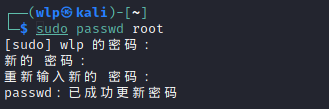 ┌──(wlp㉿kali)-[~]
└─$ sudo passwd root
[sudo] wlp 的密码：
新的 密码：
重新输入新的 密码：
passwd：已成功更新密码